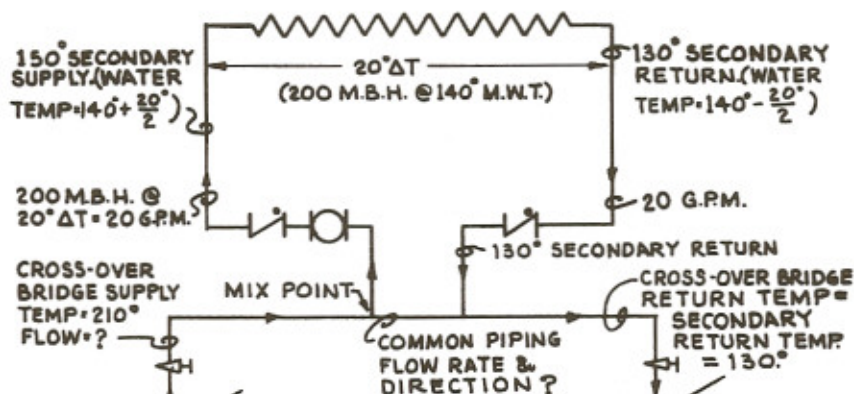 150° SECONDARY
SUPPLY.(WATER
TEMP=140°+ 20°/2 )
20° ΔT
(200 M.B.H. @ 140° M.W.T.)
130° SECONDARY
RETURN.(WATER
TEMP=140°- 20°/2 )
200 M.B.H. @
20° ΔT = 20 G.P.M.
20 G.P.M.
130° SECONDARY RETURN
CROSS-OVER
BRIDGE SUPPLY
TEMP=210°
FLOW=?
MIX POINT
COMMON PIPING
FLOW RATE &
DIRECTION ?
CROSS-OVER BRIDGE
RETURN TEMP =
SECONDARY
RETURN TEMP.
= 130°